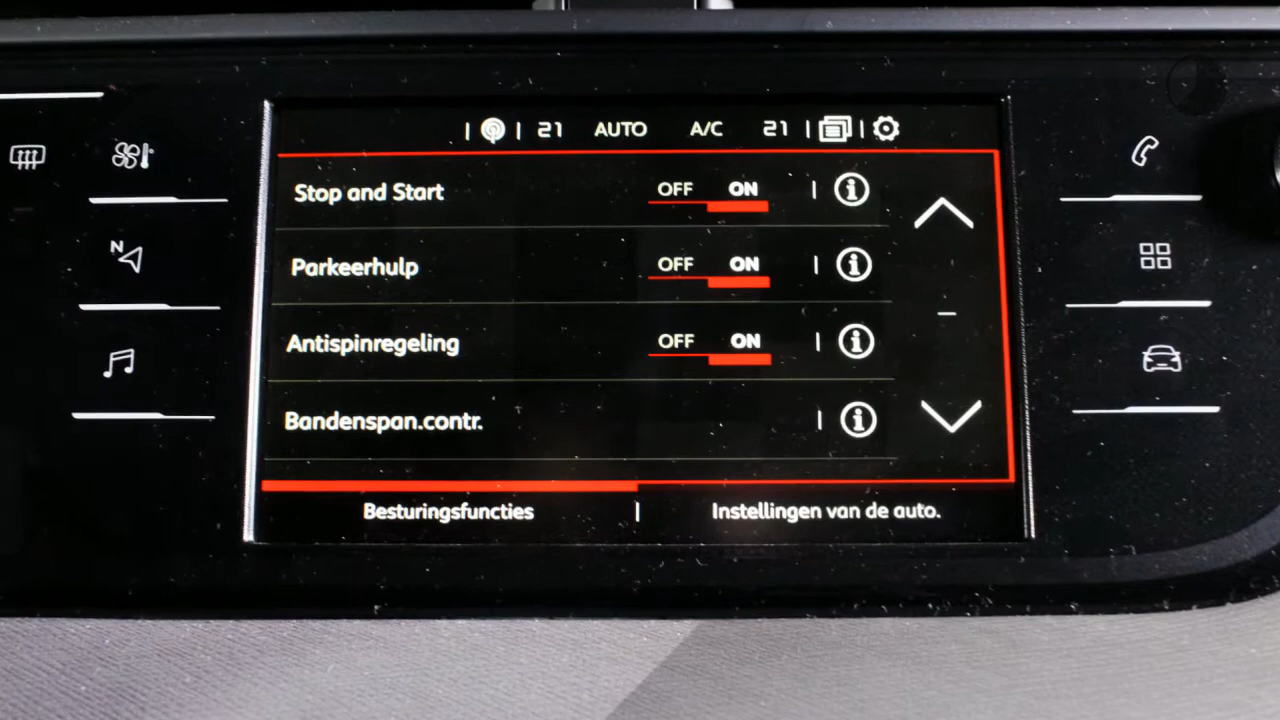 21 AUTO A/C 21
Stop and Start OFF ON
Parkeerhulp OFF ON
N
Antispinregeling OFF ON
Bandenspan.contr.
Besturingsfuncties Instellingen van de auto.